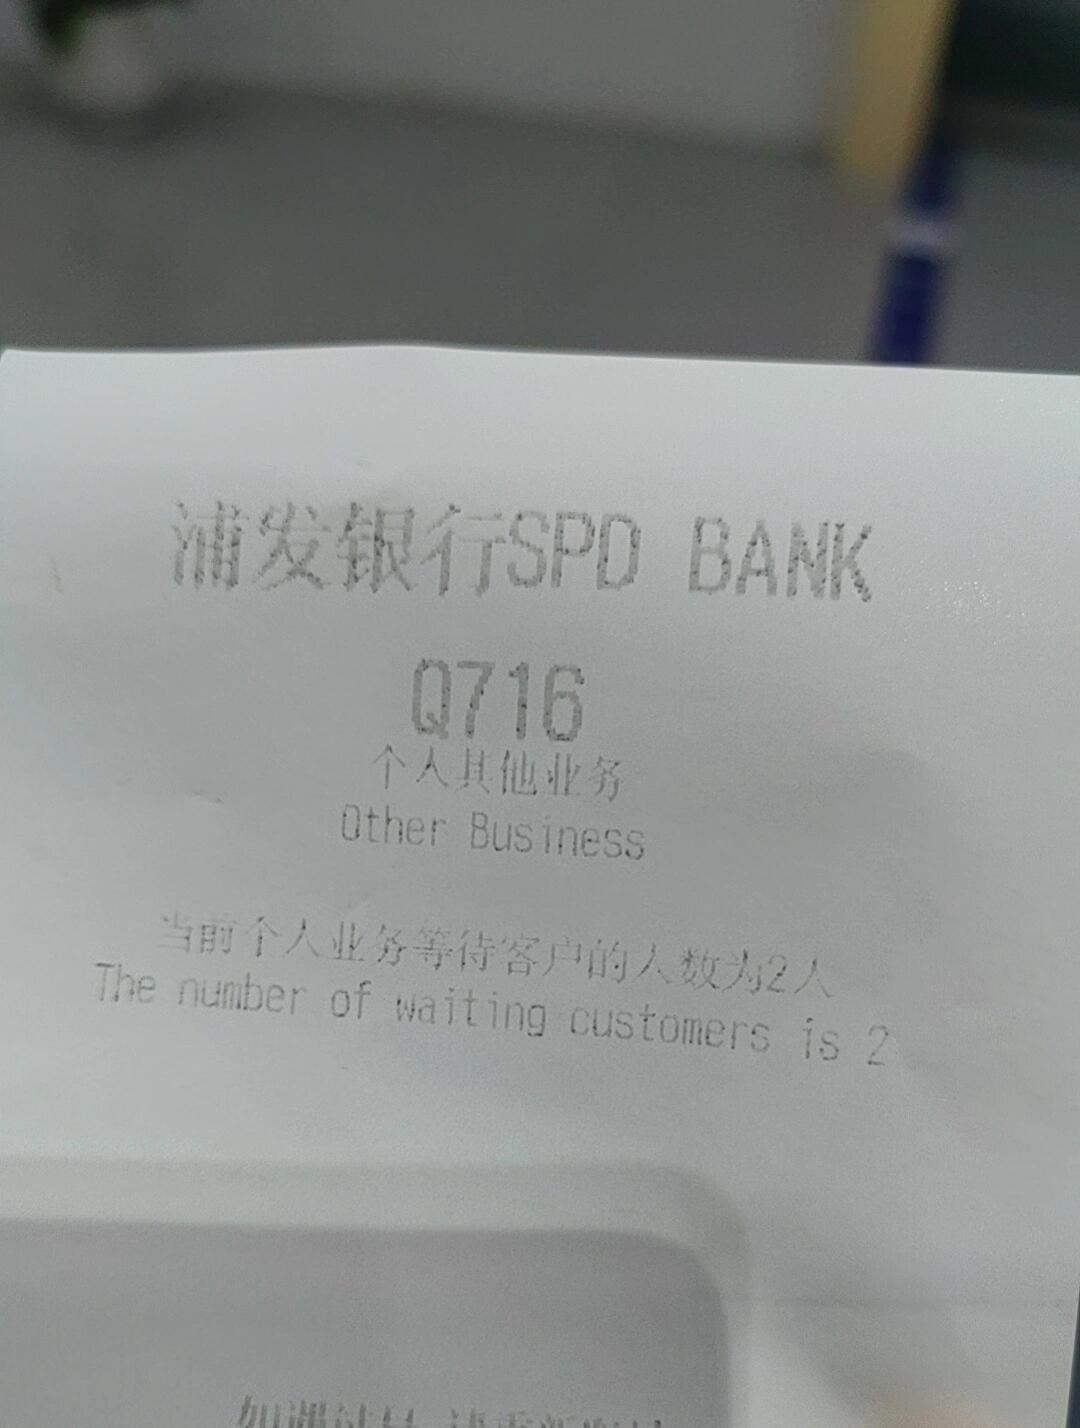 浦发银行SPD BANK
Q716
个人其他业务
Other Business
当前个人业务等待客户的人数为2人
The number of waiting customers is 2